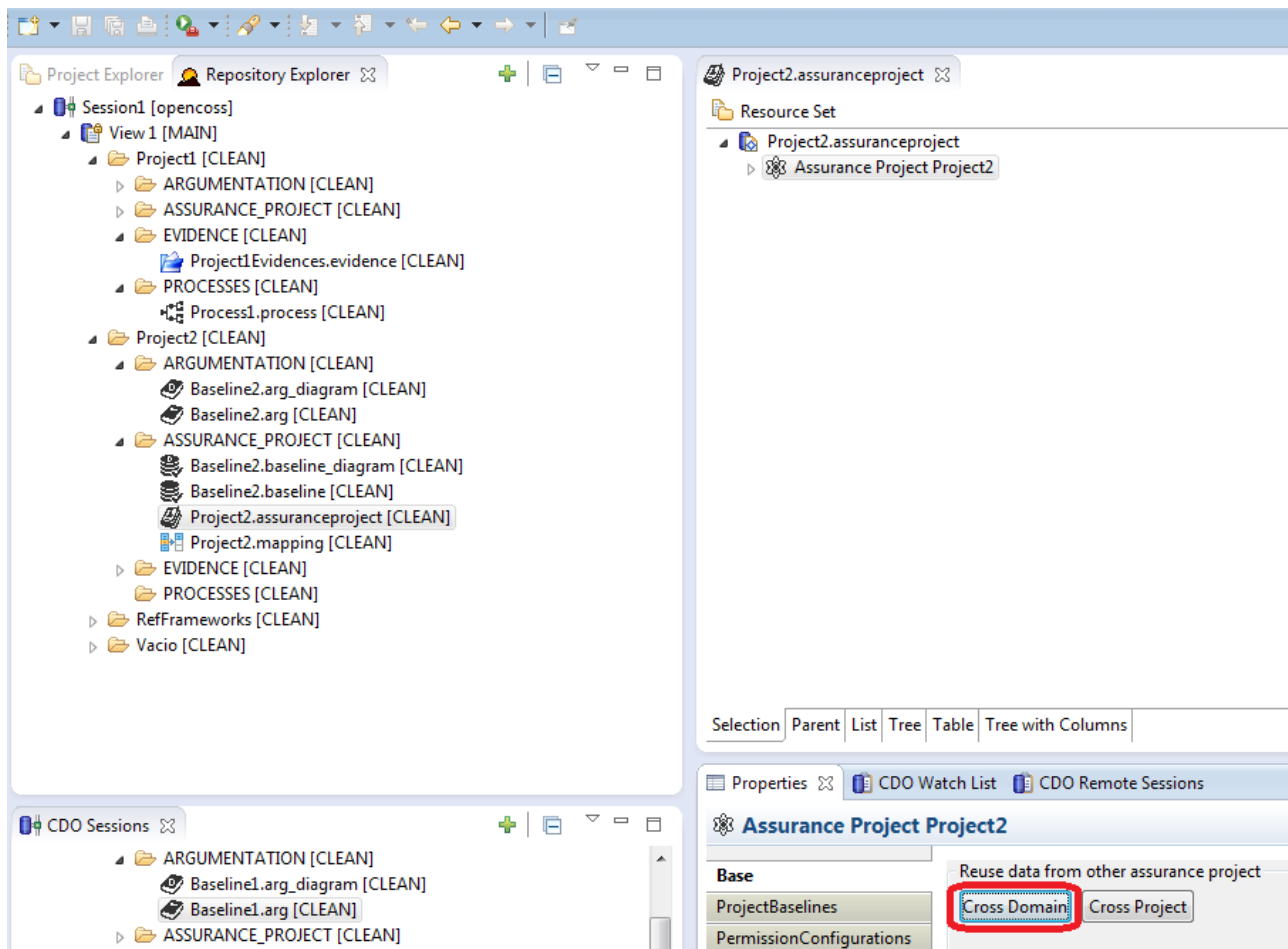 Project Explorer Repository Explorer
Session1 [opencoss]
View 1 [MAIN]
Project1 [CLEAN]
ARGUMENTATION [CLEAN]
ASSURANCE_PROJECT [CLEAN]
EVIDENCE [CLEAN]
Project1Evidences.evidence [CLEAN]
PROCESSES [CLEAN]
Process1.process [CLEAN]
Project2 [CLEAN]
ARGUMENTATION [CLEAN]
Baseline2.arg_diagram [CLEAN]
Baseline2.arg [CLEAN]
ASSURANCE_PROJECT [CLEAN]
Baseline2.baseline_diagram [CLEAN]
Baseline2.baseline [CLEAN]
Project2.assuranceproject [CLEAN]
Project2.mapping [CLEAN]
EVIDENCE [CLEAN]
PROCESSES [CLEAN]
RefFrameworks [CLEAN]
Vacio [CLEAN]
CDO Sessions
ARGUMENTATION [CLEAN]
Baseline1.arg_diagram [CLEAN]
Baseline1.arg [CLEAN]
ASSURANCE_PROJECT [CLEAN]
Project2.assuranceproject
Resource Set
Project2.assuranceproject
Assurance Project Project2
Selection Parent List Tree Table Tree with Columns
Properties CDO Watch List CDO Remote Sessions
Assurance Project Project2
Base
ProjectBaselines
PermissionConfigurations
Reuse data from other assurance project
Cross Domain Cross Project